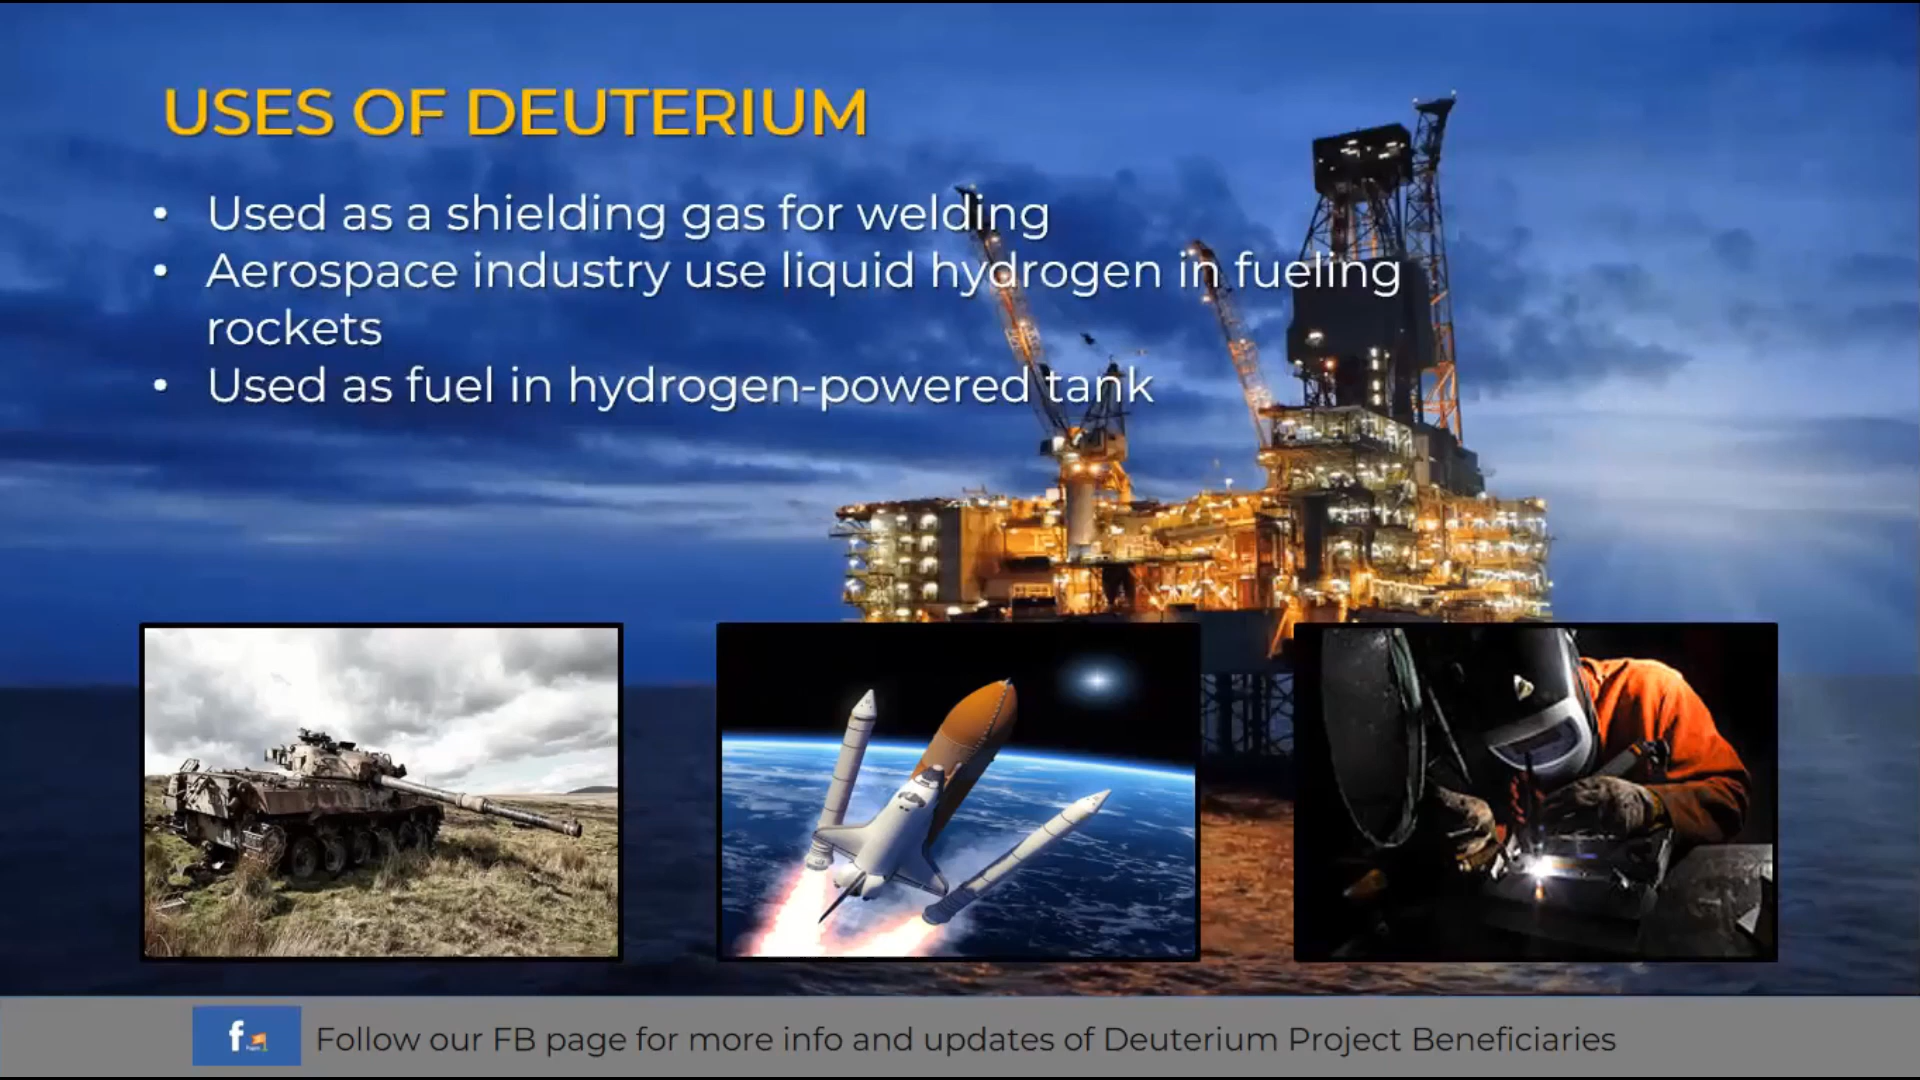 USES OF DEUTERIUM
• Used as a shielding gas for welding
• Aerospace industry use liquid hydrogen in fueling
rockets
• Used as fuel in hydrogen-powered tank
f
Follow our FB page for more info and updates of Deuterium Project Beneficiaries